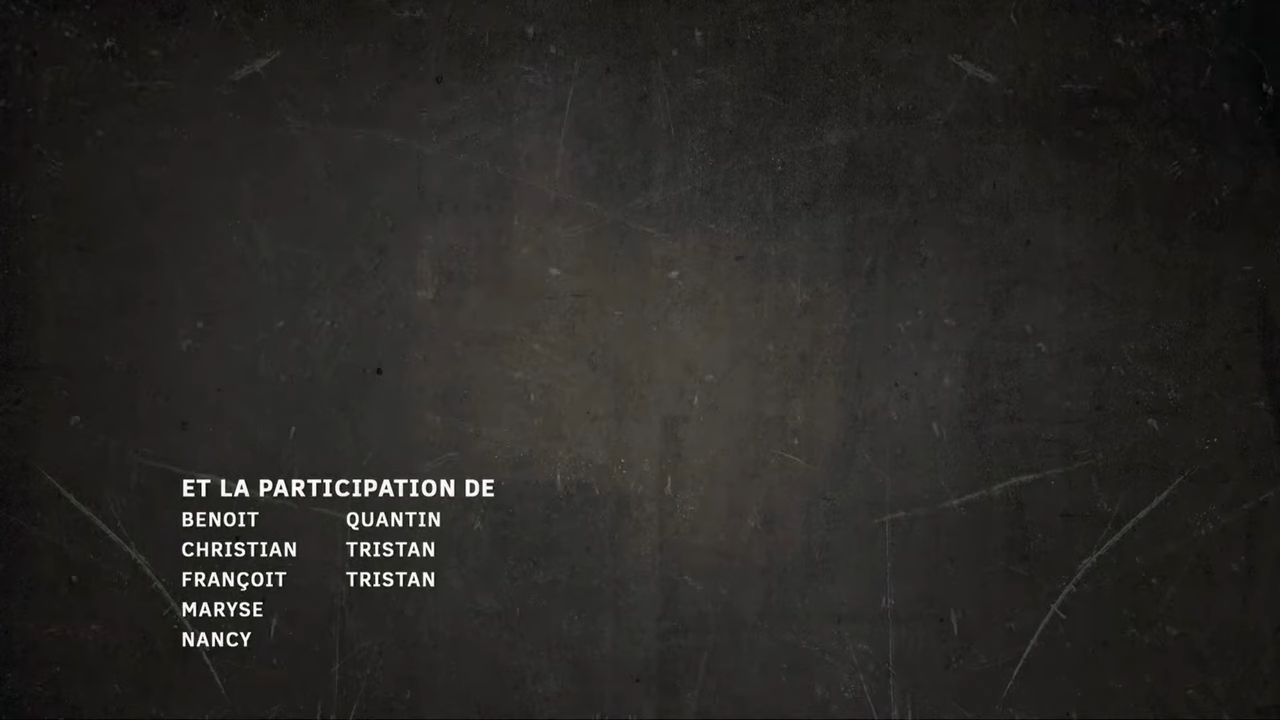 ET LA PARTICIPATION DE
BENOIT QUANTIN
CHRISTIAN TRISTAN
FRANÇOIT TRISTAN
MARYSE
NANCY